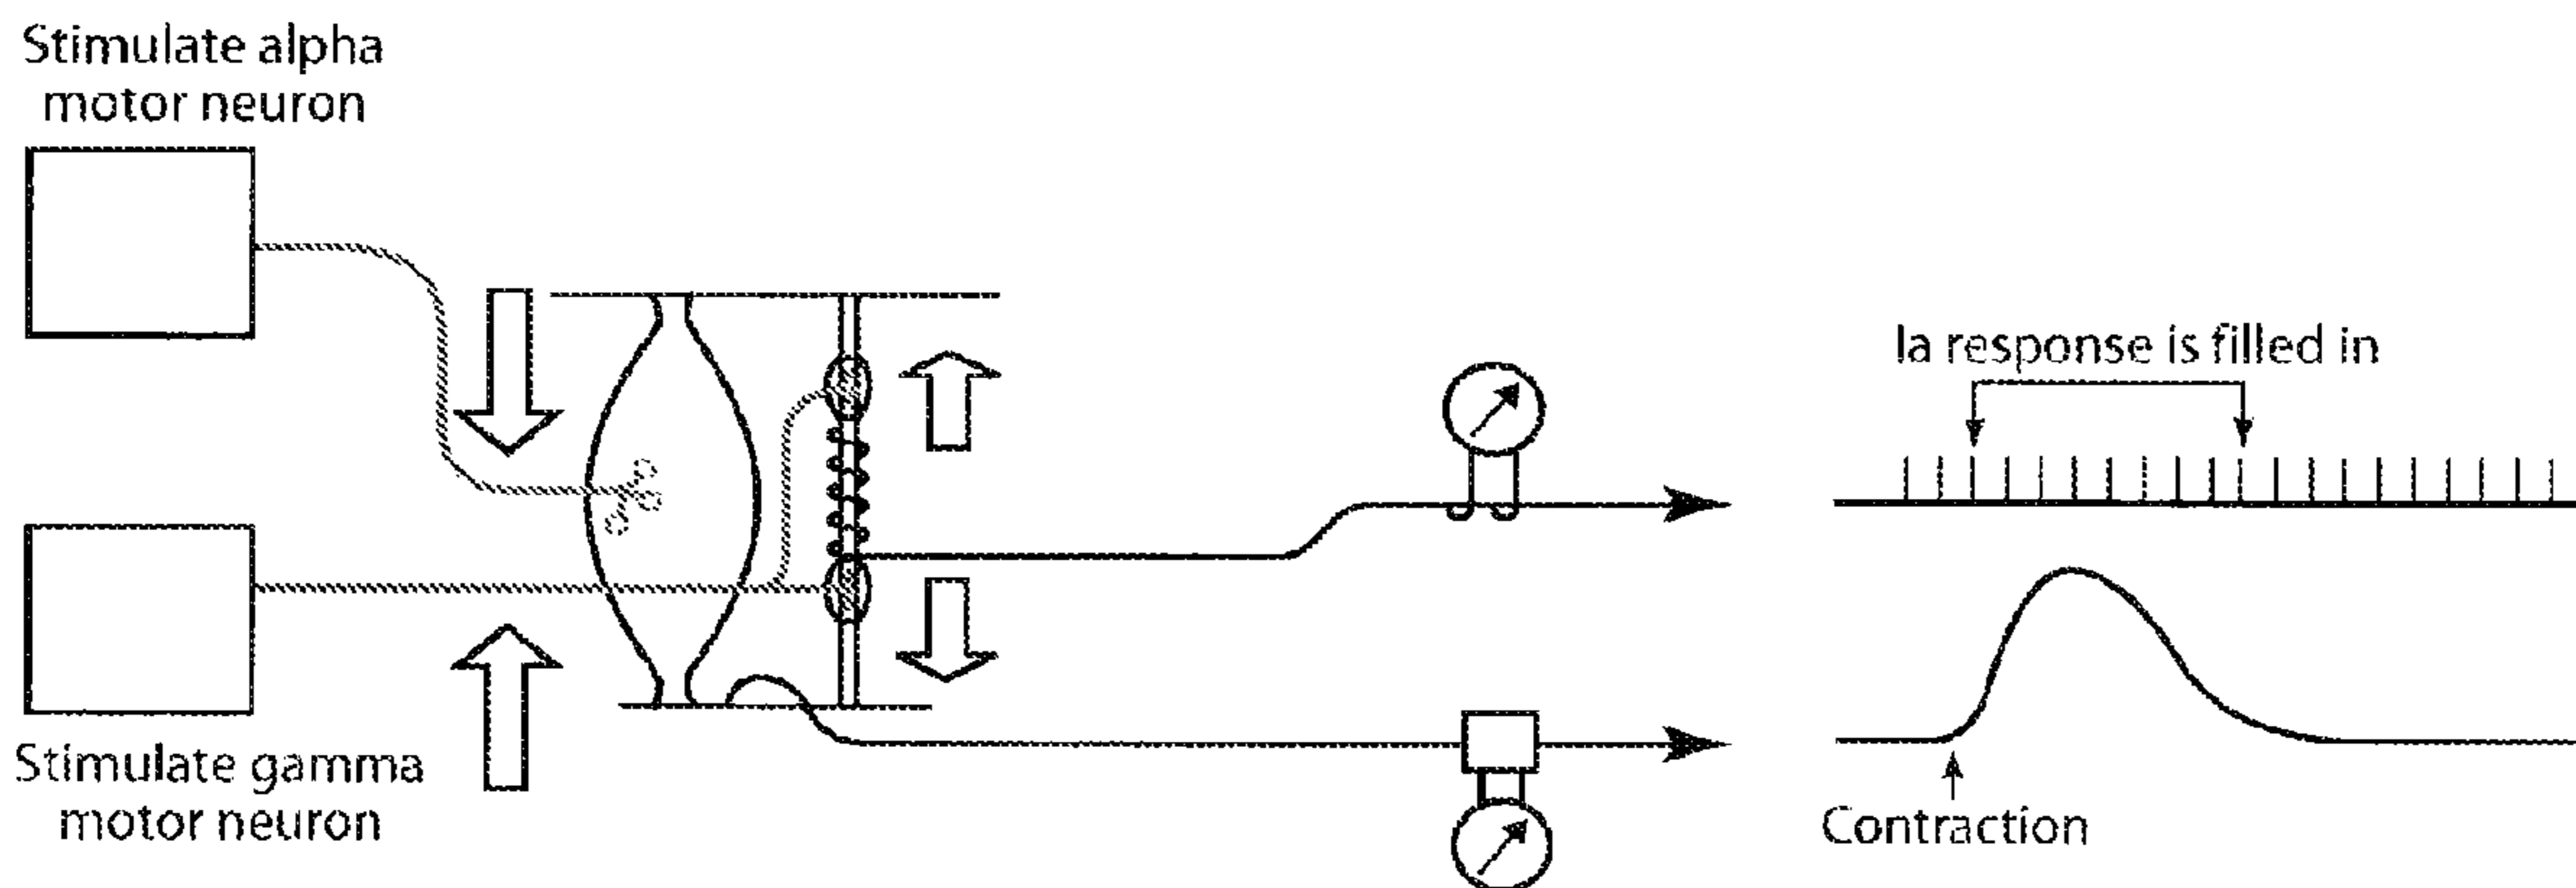 Stimulate alpha
motor neuron
Ia response is filled in
Stimulate gamma
motor neuron
Contraction